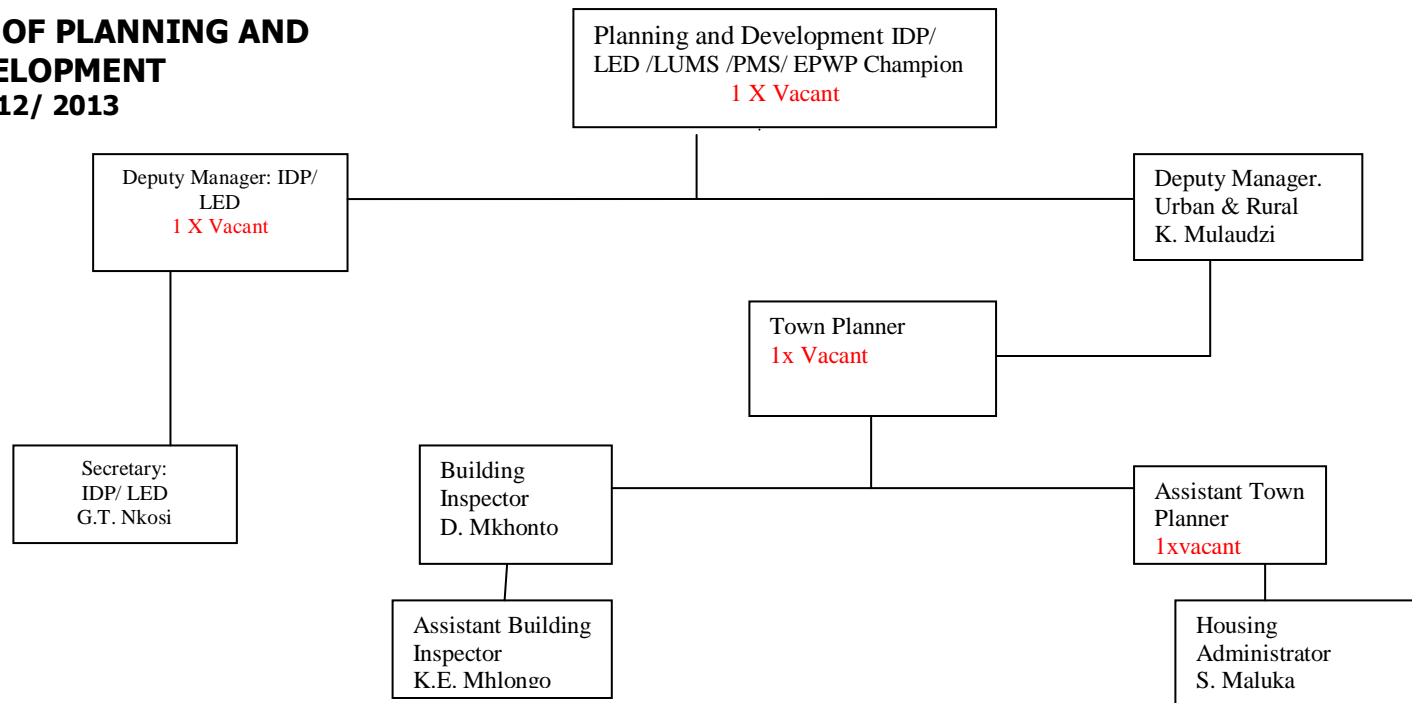 OF PLANNING AND
ELOPMENT
12/ 2013
Planning and Development IDP/
LED /LUMS /PMS/ EPWP Champion
1 X Vacant
Deputy Manager: IDP/
LED
1 X Vacant
Deputy Manager.
Urban & Rural
K. Mulaudzi
Town Planner
1x Vacant
Secretary:
IDP/ LED
G.T. Nkosi
Building
Inspector
D. Mkhonto
Assistant Town
Planner
1xvacant
Assistant Building
Inspector
K.E. Mhlongo
Housing
Administrator
S. Maluka